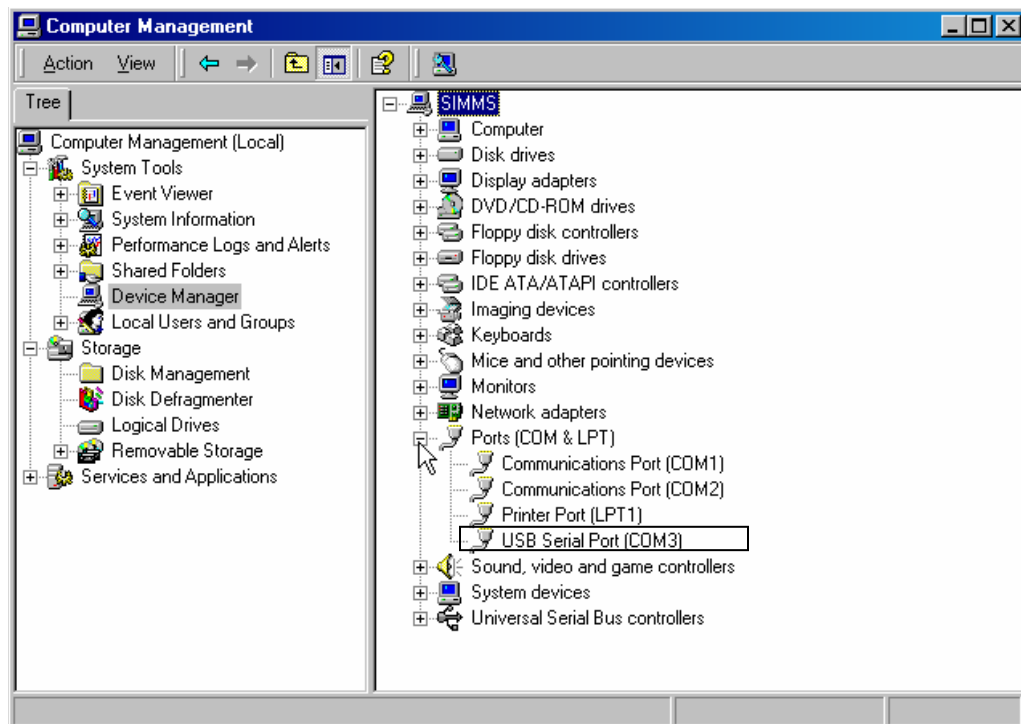 Computer Management
Action View
Tree
Computer Management (Local)
System Tools
Event Viewer
System Information
Performance Logs and Alerts
Shared Folders
Device Manager
Local Users and Groups
Storage
Disk Management
Disk Defragmenter
Logical Drives
Removable Storage
Services and Applications
SIMMS
Computer
Disk drives
Display adapters
DVD/CD-ROM drives
Floppy disk controllers
Floppy disk drives
IDE ATA/ATAPI controllers
Imaging devices
Keyboards
Mice and other pointing devices
Monitors
Network adapters
Ports (COM & LPT)
Communications Port (COM1)
Communications Port (COM2)
Printer Port (LPT1)
USB Serial Port (COM3)
Sound, video and game controllers
System devices
Universal Serial Bus controllers